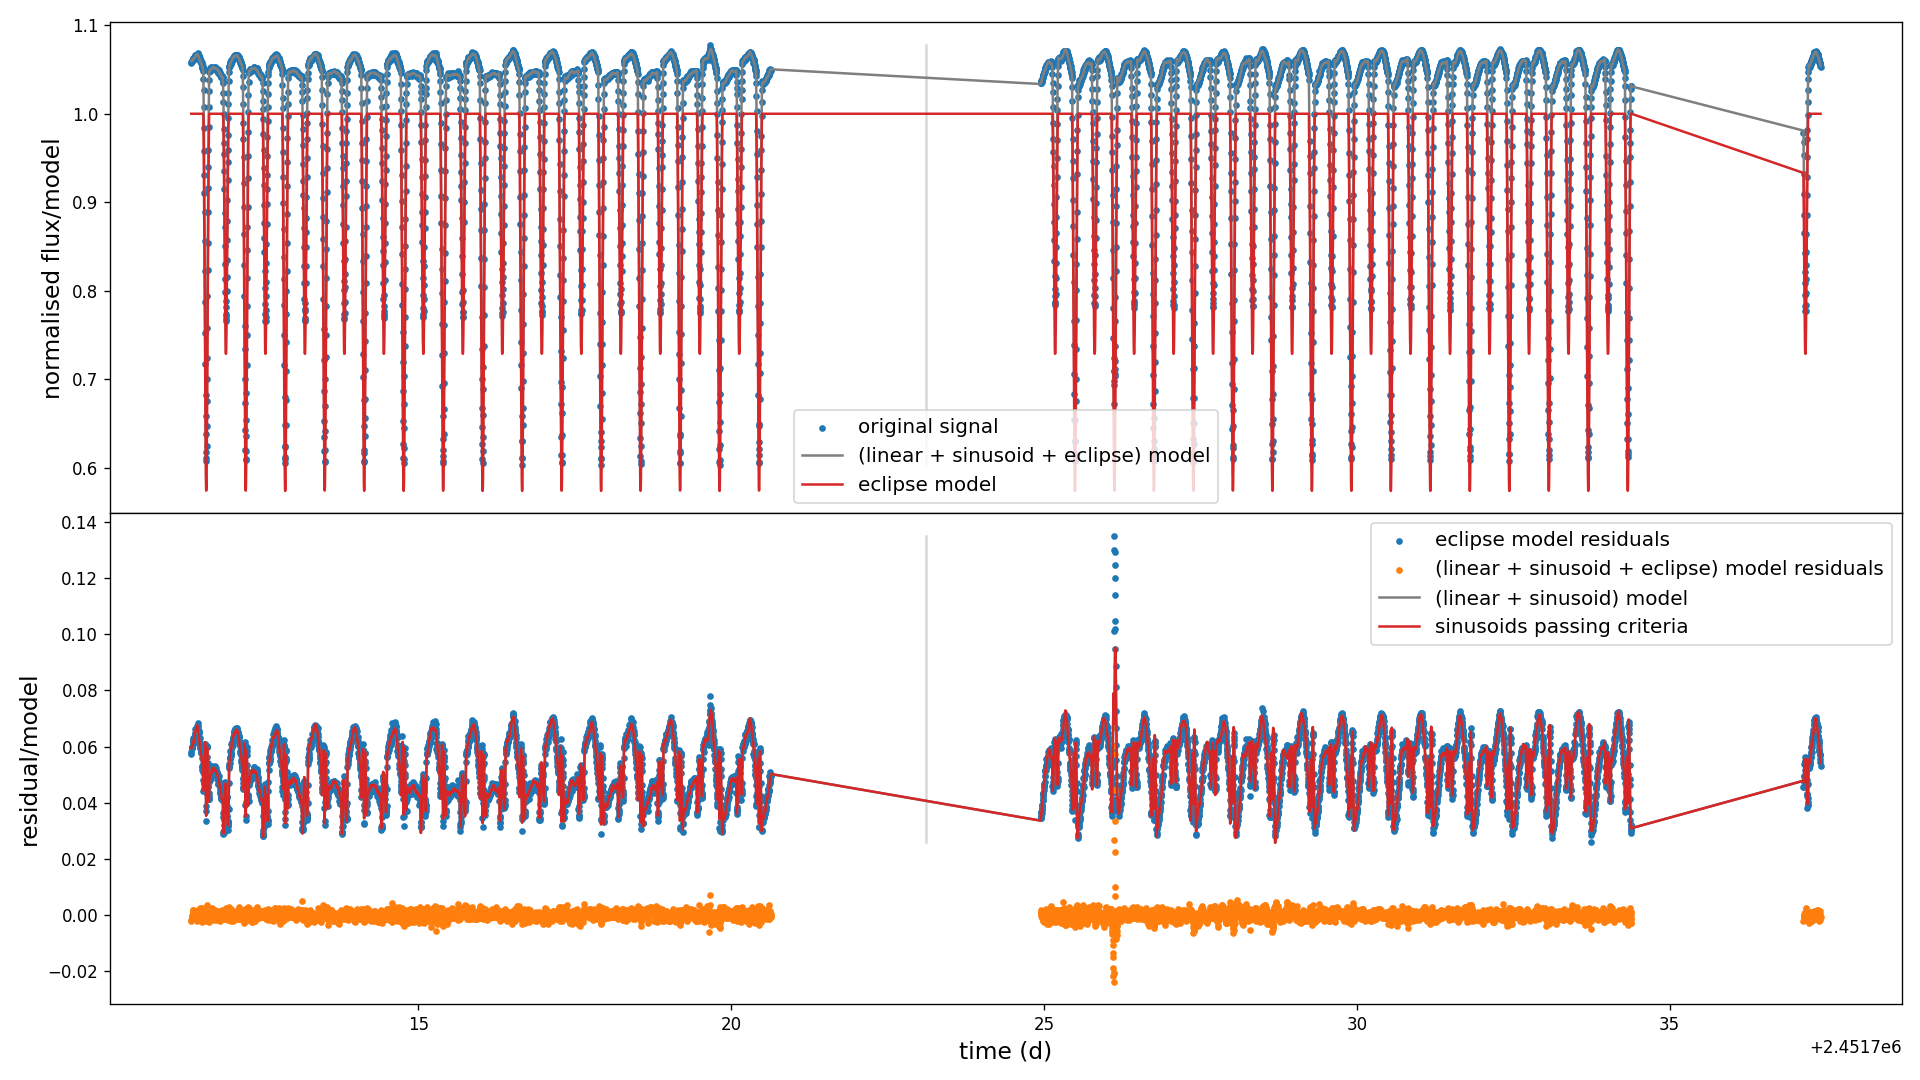 1.1
1.0
0.9
0.8
0.7
0.6
normalised flux/model
original signal
(linear + sinusoid + eclipse) model
eclipse model
0.14
0.12
0.10
0.08
0.06
0.04
0.02
0.00
−0.02
residual/model
eclipse model residuals
(linear + sinusoid + eclipse) model residuals
(linear + sinusoid) model
sinusoids passing criteria
15
20
25
30
35
time (d)
+2.4517e6